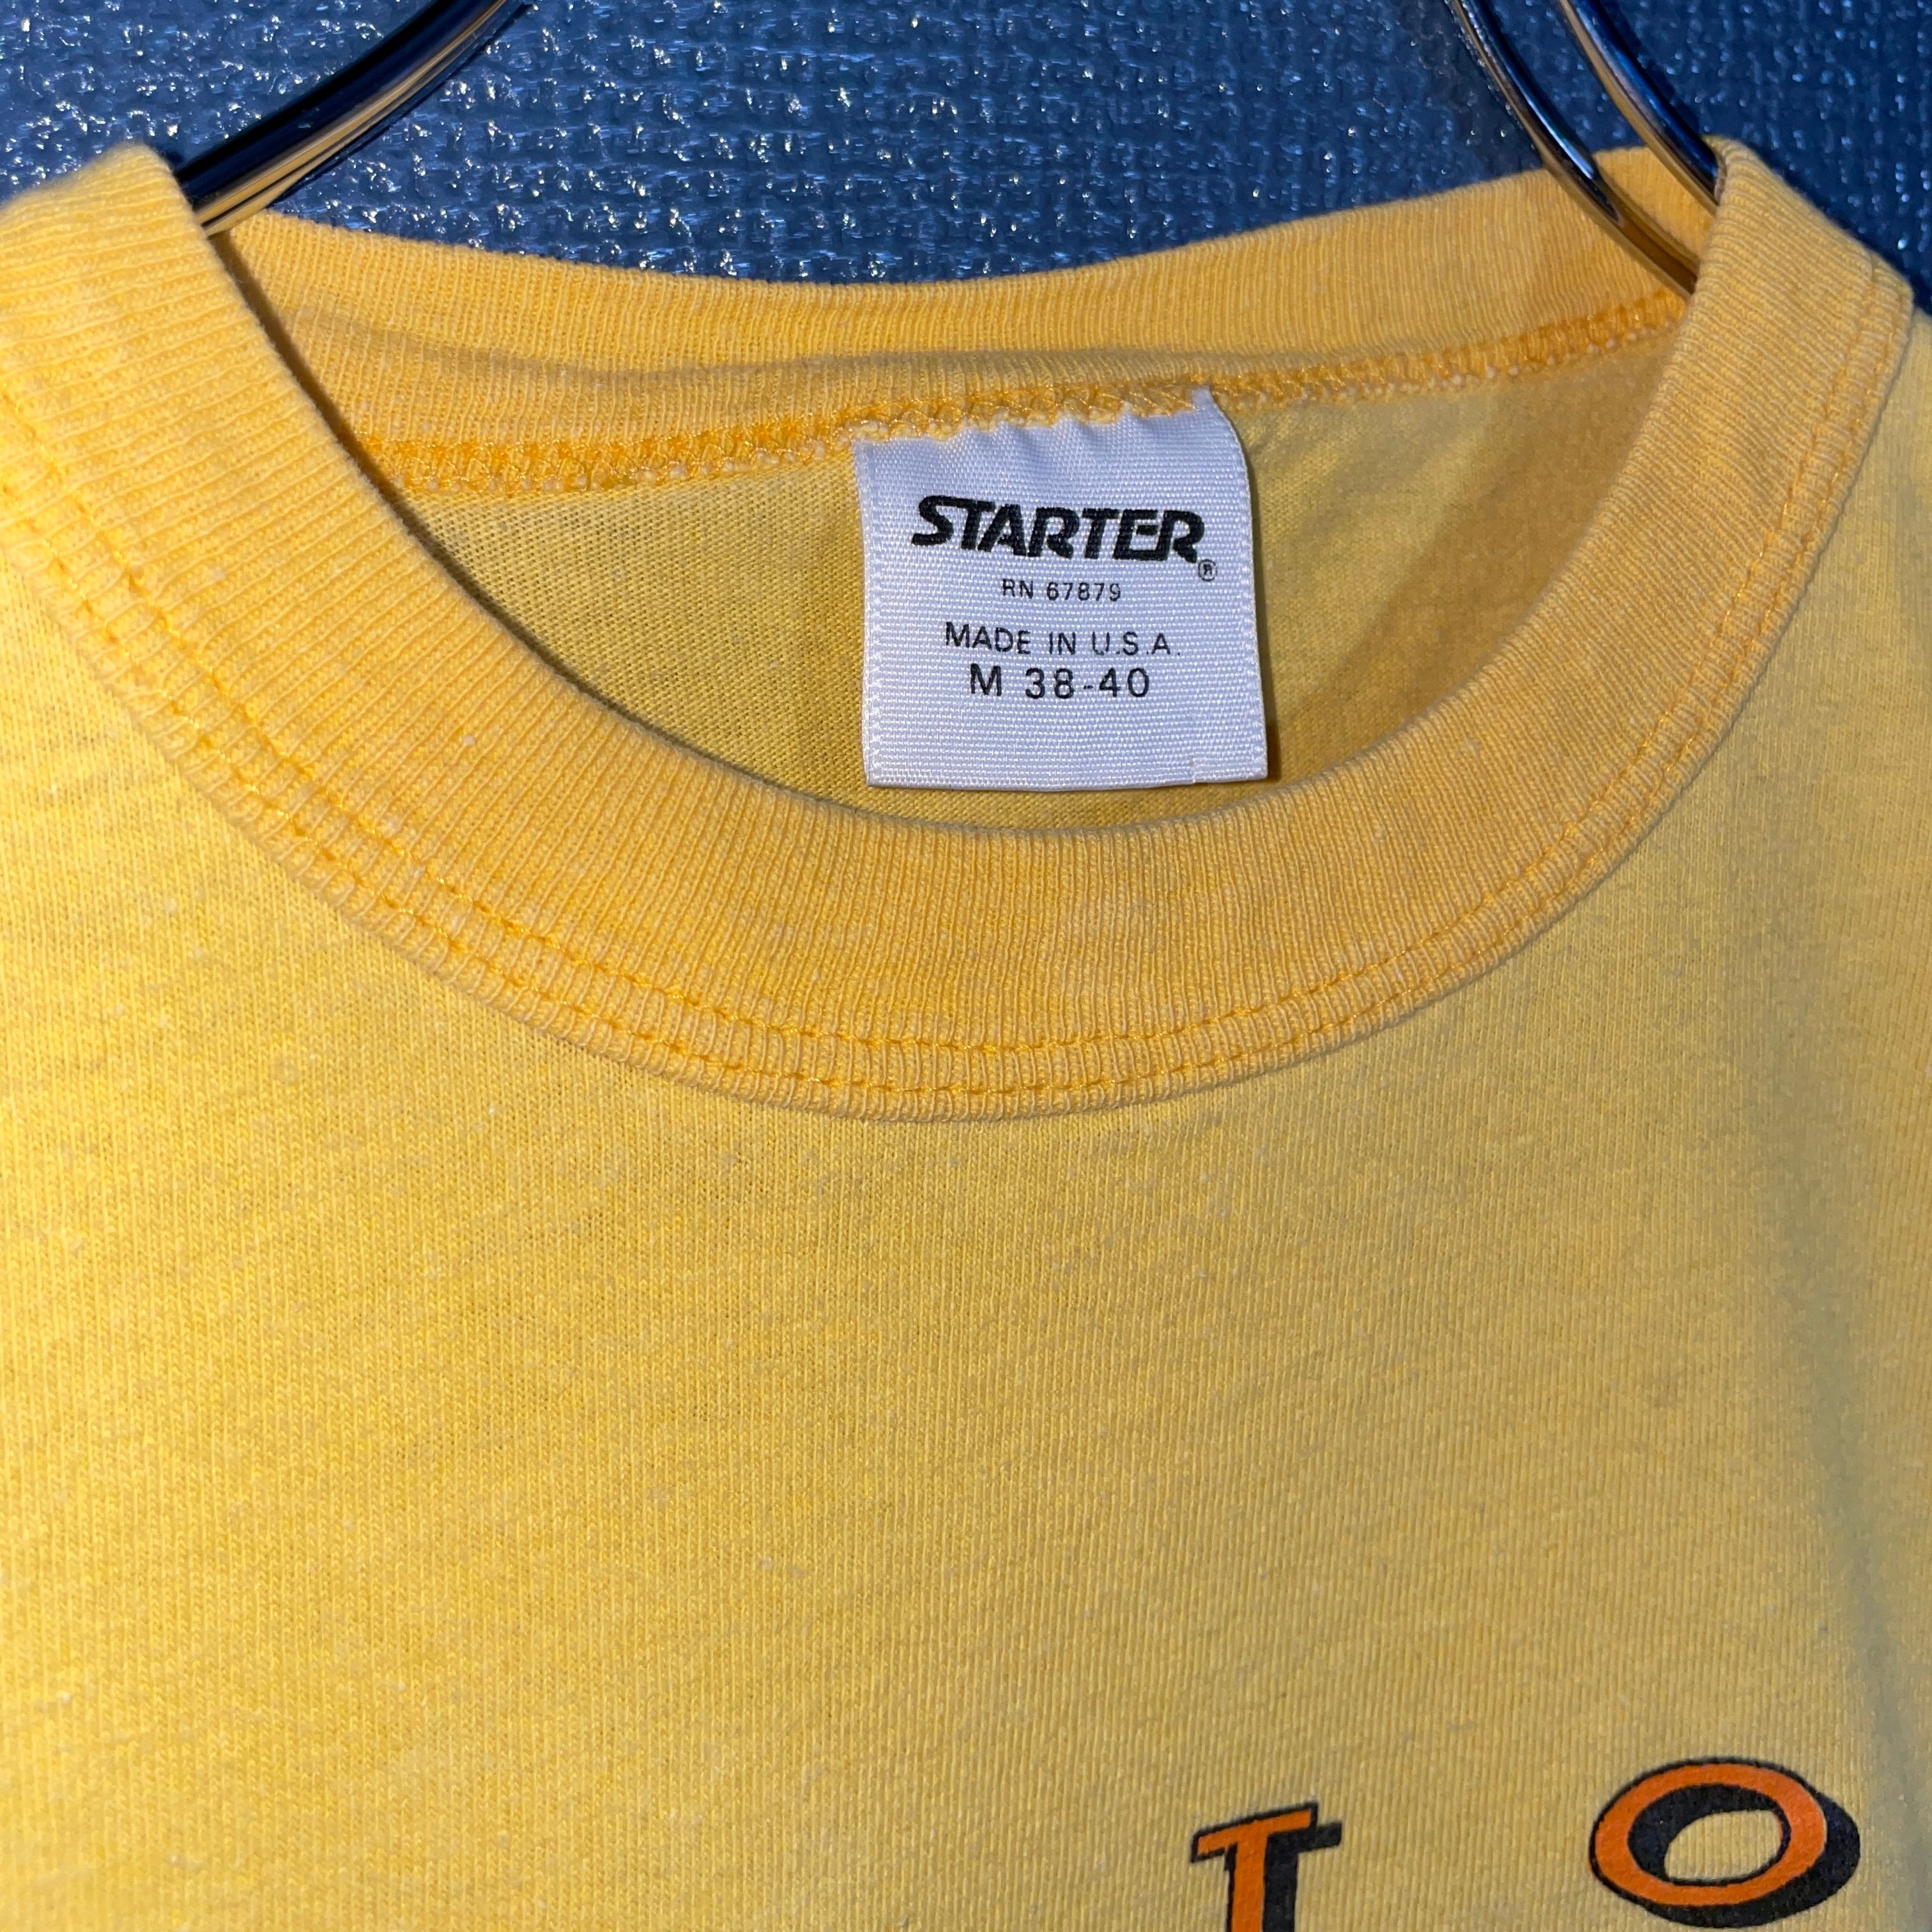 STARTER®
RN 67879
MADE IN U.S.A.
M 38-40